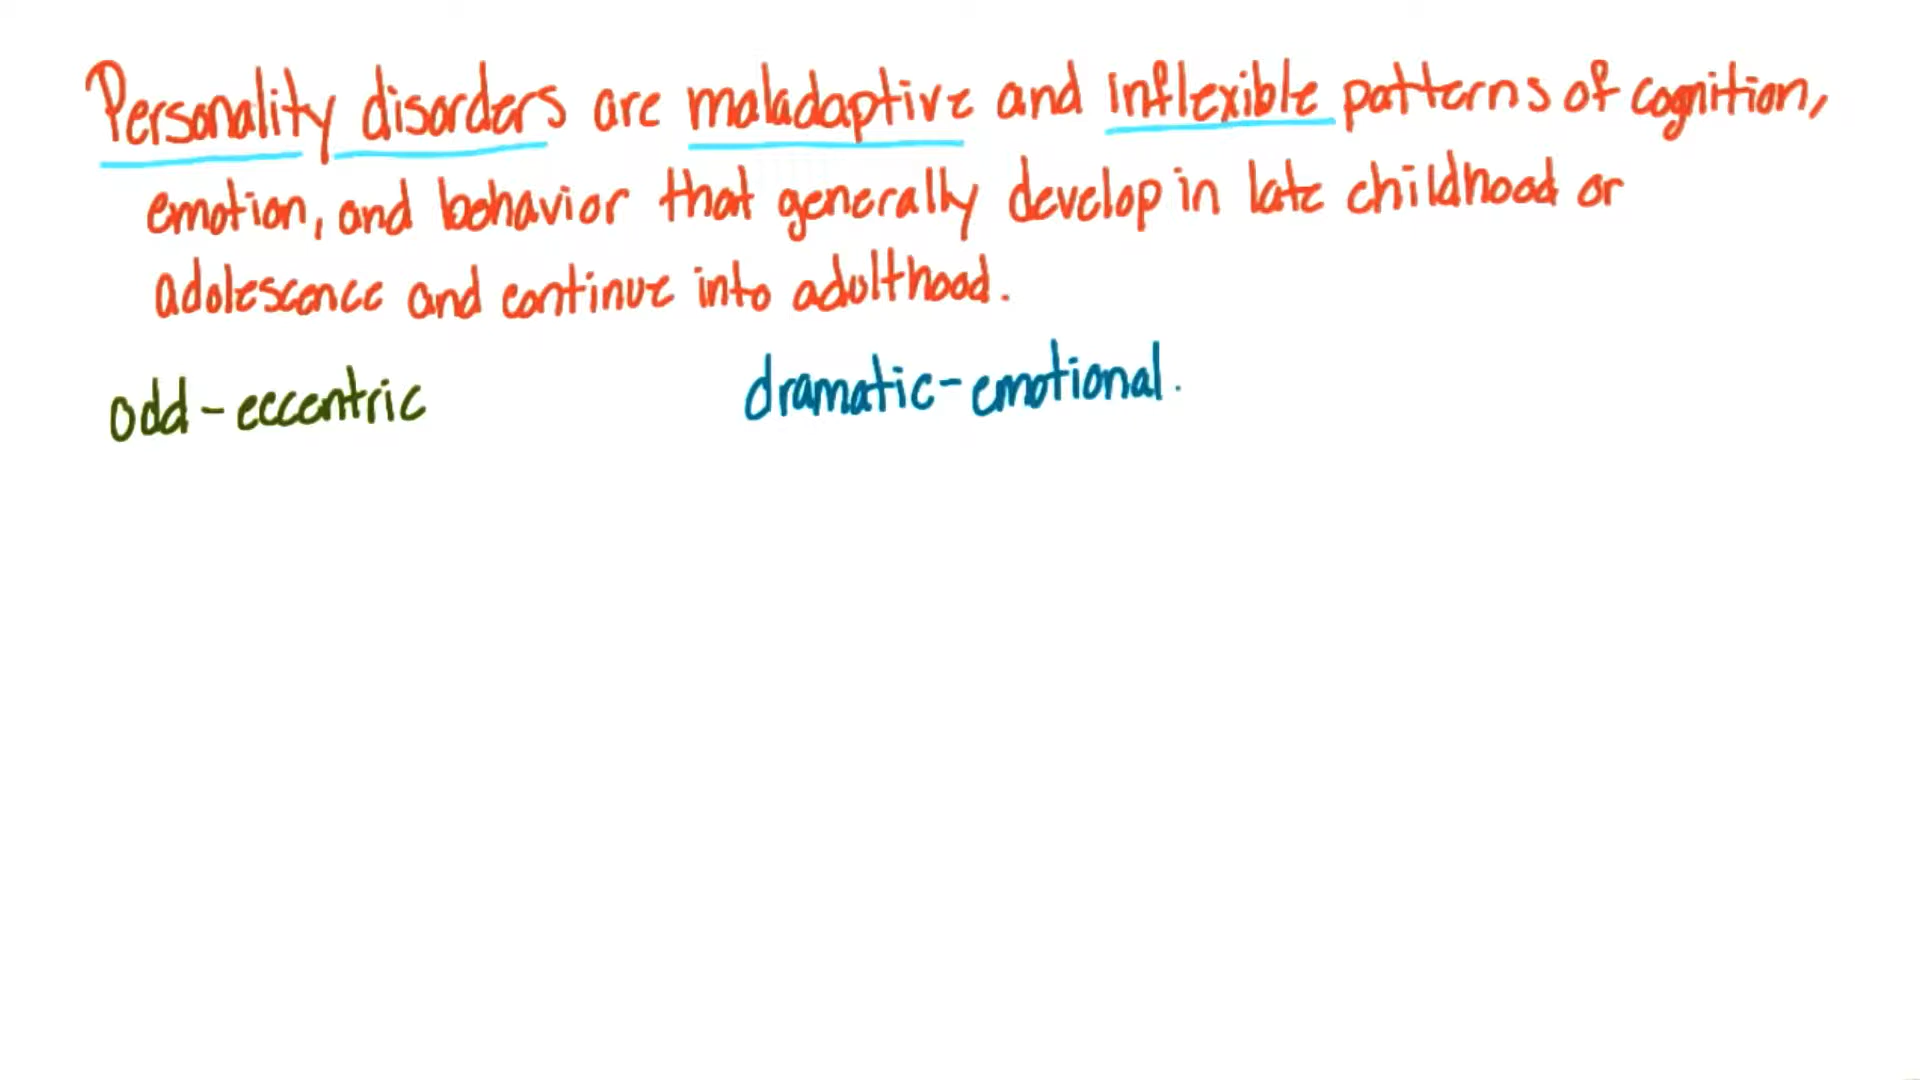 Personality disorders are maladaptive and inflexible patterns of cognition,
emotion, and behavior that generally develop in late childhood or
adolescence and continue into adulthood.
odd-eccentric
dramatic-emotional.